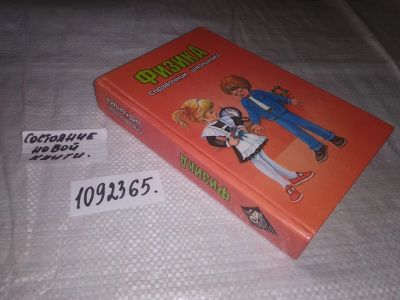 ФИЗИКА
СПРАВОЧНИК ШКОЛЬНИКА
ФИЗИКА
СОСТОЯНИЕ
НОВОЙ
КНИГИ.
1092365.